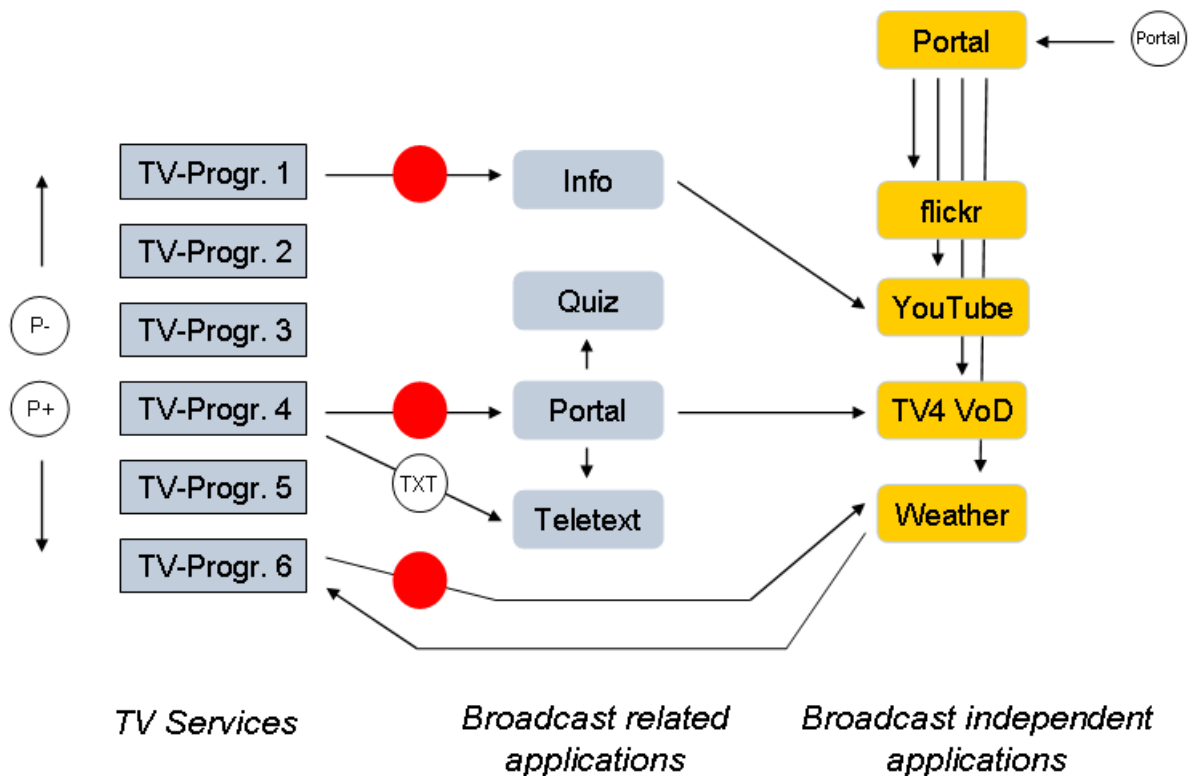 Portal
Portal
TV-Progr. 1
Info
flickr
TV-Progr. 2
P-
TV-Progr. 3
Quiz
YouTube
P+
TV-Progr. 4
Portal
TV4 VoD
TXT
TV-Progr. 5
Teletext
Weather
TV-Progr. 6
TV Services
Broadcast related
applications
Broadcast independent
applications